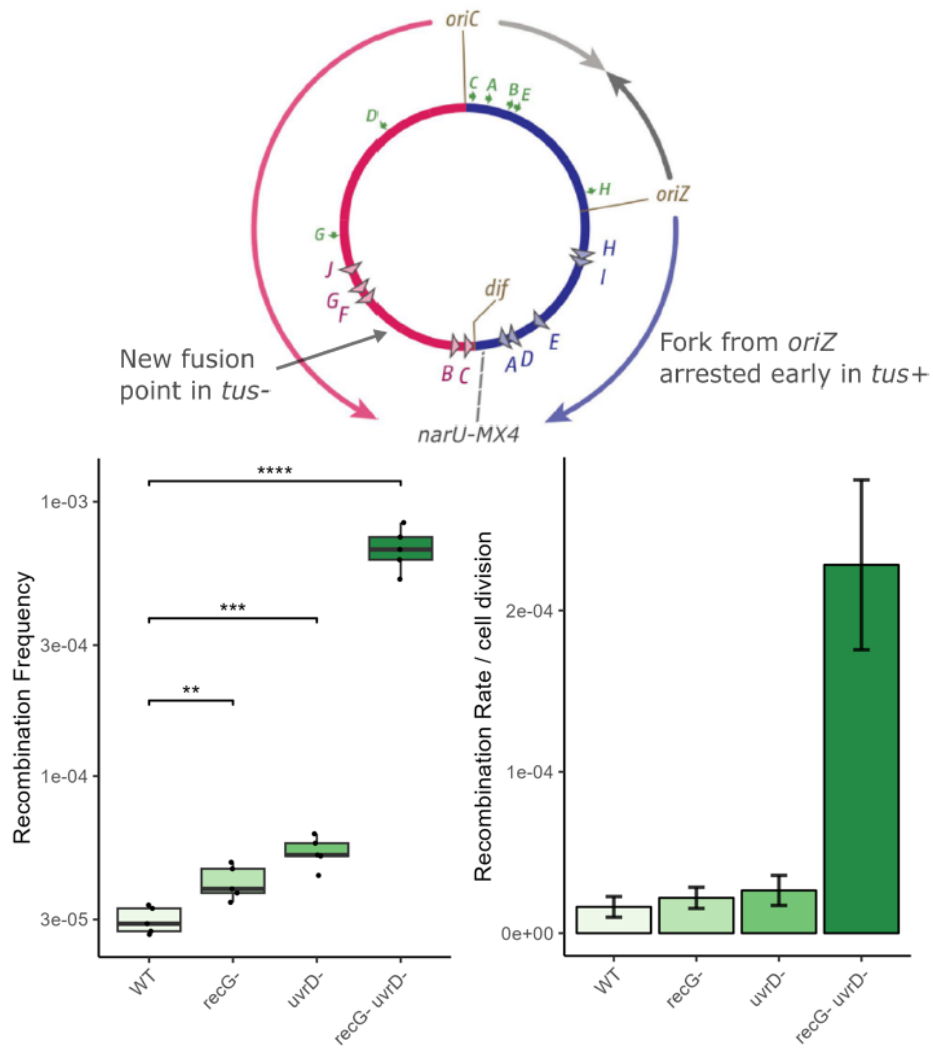 oriC
C A B E
D
H
oriZ
G
J
H
I
G
F
dif
E
D
A
B C
New fusion
point in tus-
Fork from oriZ
arrested early in tus+
narU-MX4
Recombination Frequency
1e-03
3e-04
1e-04
3e-05
****
***
**
WT
recG-
uvrD-
recG- uvrD-
Recombination Rate / cell division
2e-04
1e-04
0e+00
WT
recG-
uvrD-
recG- uvrD-